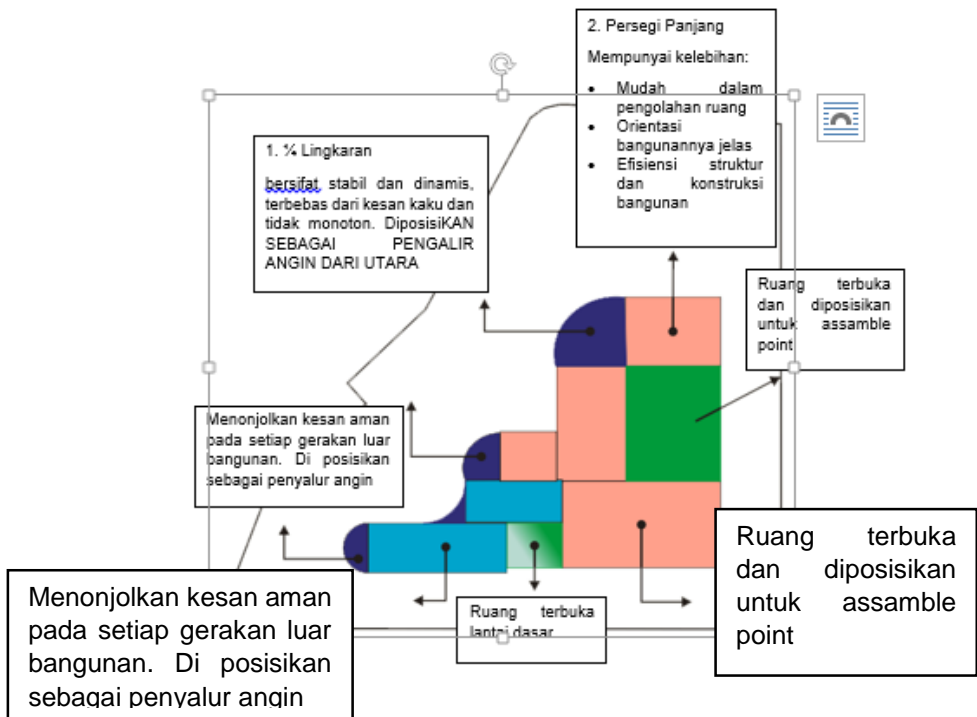 2. Persegi Panjang
Mempunyai kelebihan:
• Mudah dalam
pengolahan ruang
• Orientasi
bangunannya jelas
• Efisiensi struktur
dan konstruksi
bangunan
1. ¼ Lingkaran
bersifat stabil dan dinamis,
terbebas dari kesan kaku dan
tidak monoton. DiposisiKAN
SEBAGAI PENGALIR
ANGIN DARI UTARA
Ruang terbuka
dan diposisikan
untuk assamble
point
Menonjolkan kesan aman
pada setiap gerakan luar
bangunan. Di posisikan
sebagai penyalur angin
Ruang terbuka
dan diposisikan
untuk assamble
point
Menonjolkan kesan aman
pada setiap gerakan luar
bangunan. Di posisikan
sebagai penyalur angin
Ruang terbuka
lantai dasar